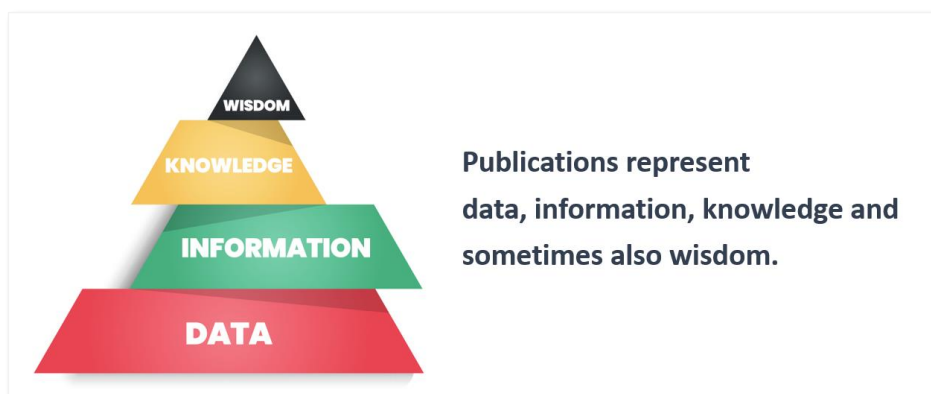 WISDOM
KNOWLEDGE
INFORMATION
DATA
Publications represent
data, information, knowledge and
sometimes also wisdom.